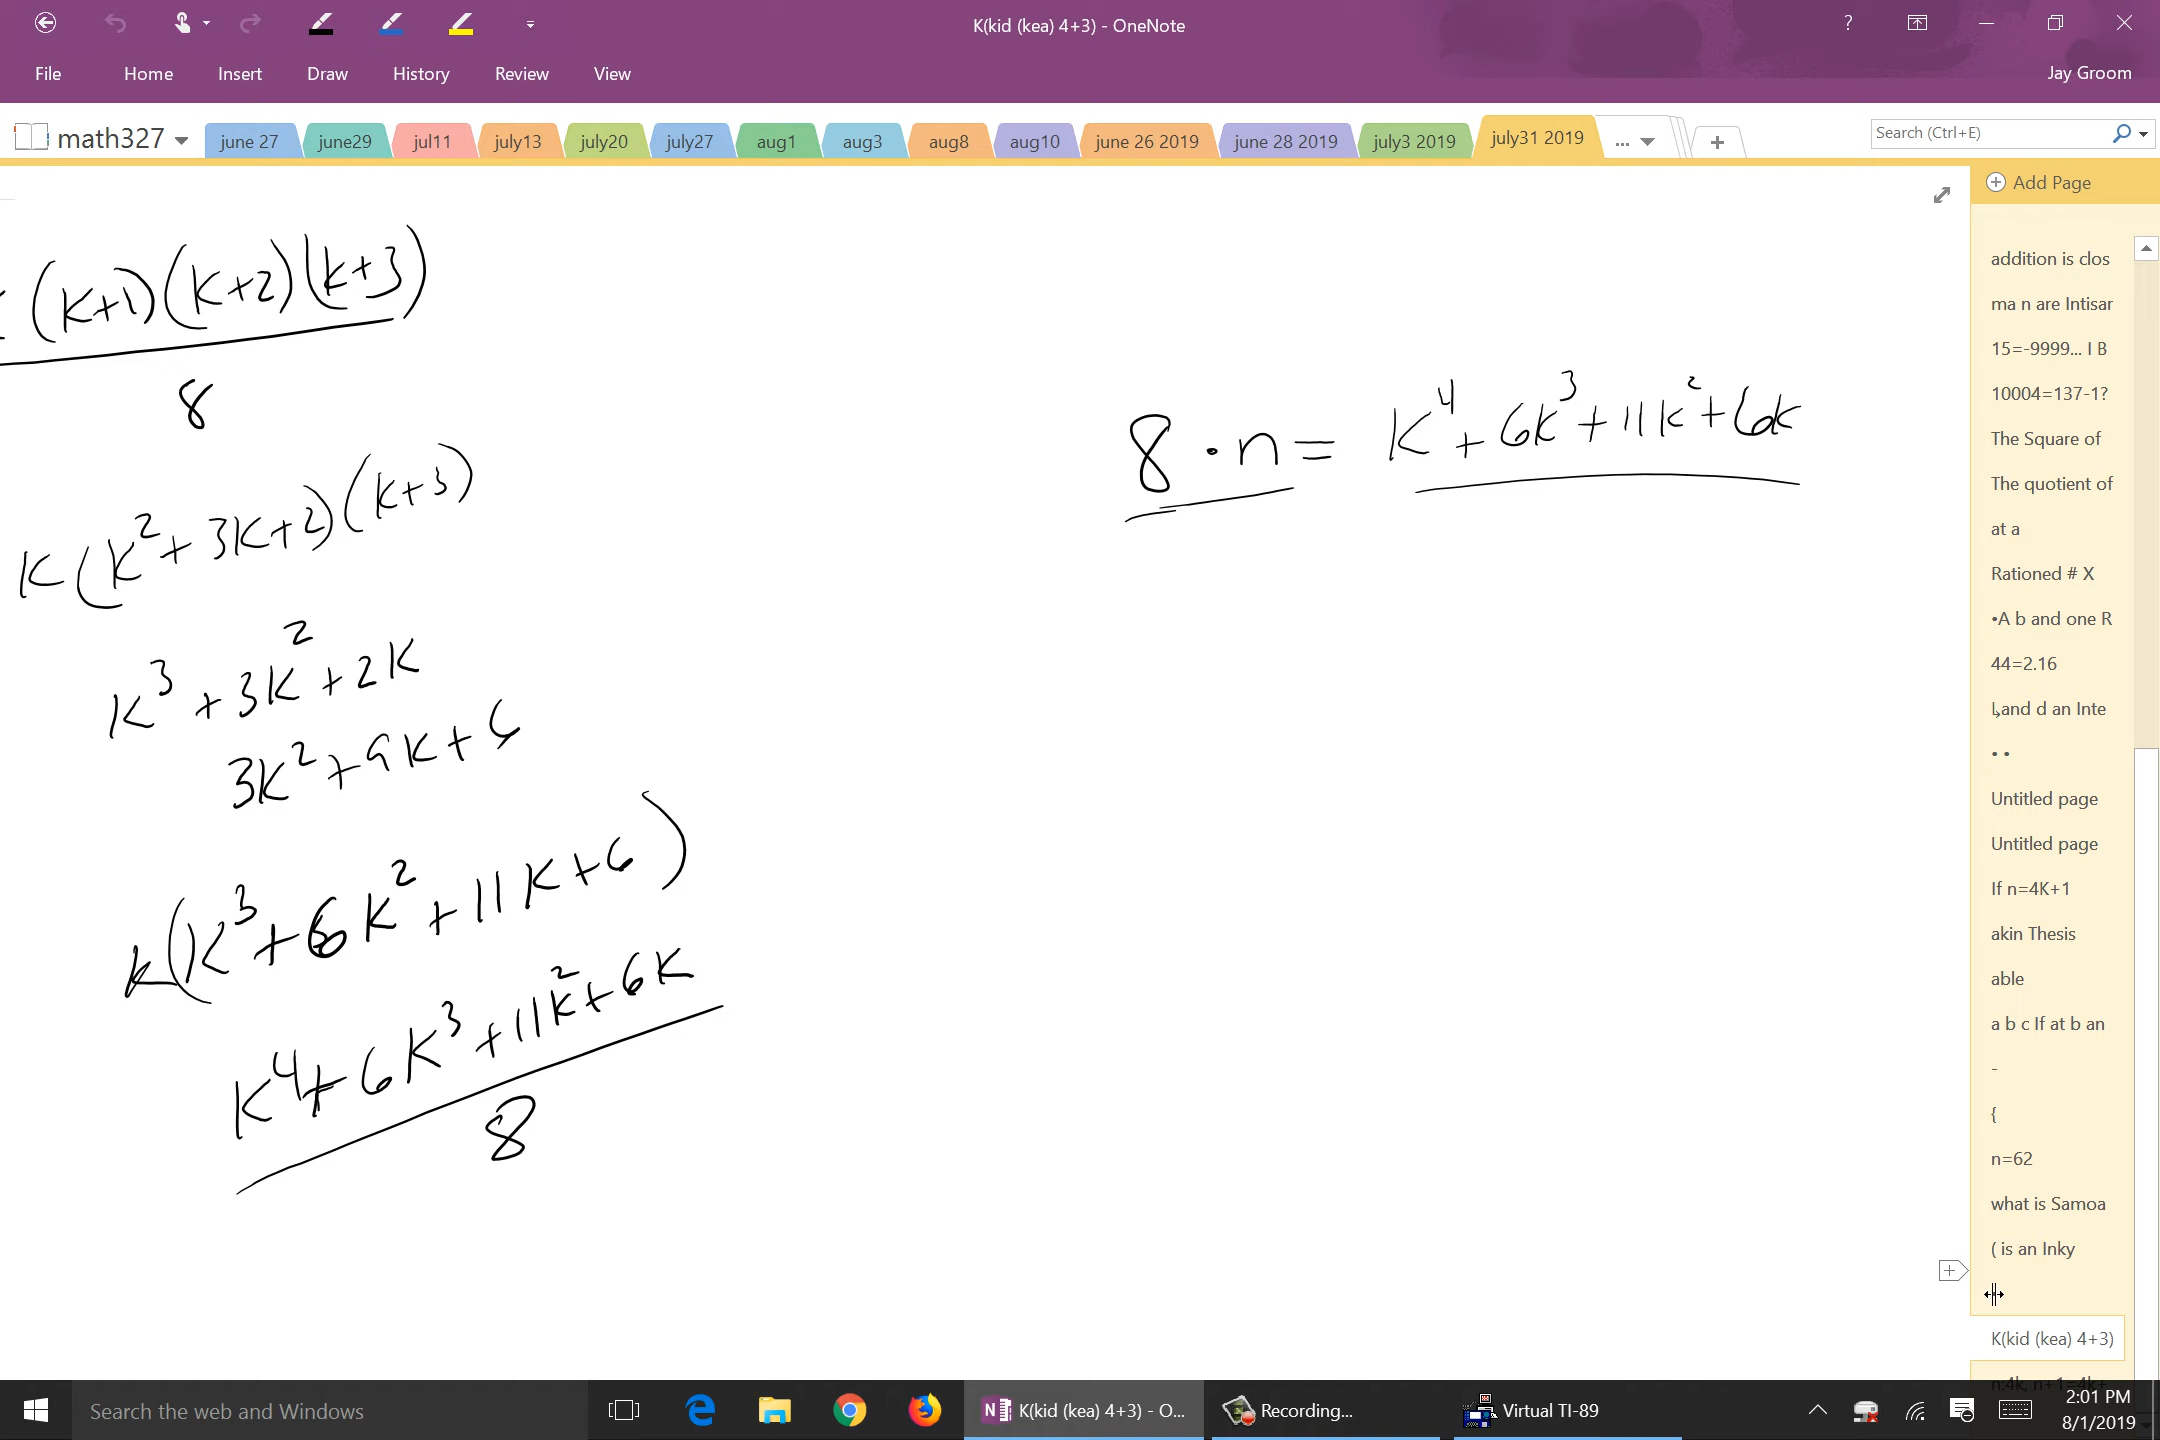 K(kid (kea) 4+3) - OneNote
?
File
Home
Insert
Draw
History
Review
View
Jay Groom
math327
june 27
june29
jul11
july13
july20
july27
aug1
aug3
aug8
aug10
june 26 2019
june 28 2019
july3 2019
july31 2019
...
Search (Ctrl+E)
Add Page
(k+1)(k+2)(k+3)
8
k(k²+3k+2)(k+3)
k³+3k²+2k
3k²+9k+6
k(k³+6k²+11k+6)
k⁴+6k³+11k²+6k
8
8·n= k⁴+6k³+11k²+6k
addition is clos
ma n are Intisar
15=-9999... I B
10004=137-1?
The Square of
The quotient of
at a
Rationed # X
•A b and one R
44=2.16
l,and d an Inte
• •
Untitled page
Untitled page
If n=4K+1
akin Thesis
able
a b c If at b an
-
{
n=62
what is Samoa
( is an Inky
K(kid (kea) 4+3)
Search the web and Windows
K(kid (kea) 4+3) - O...
Recording...
Virtual TI-89
2:01 PM
8/1/2019